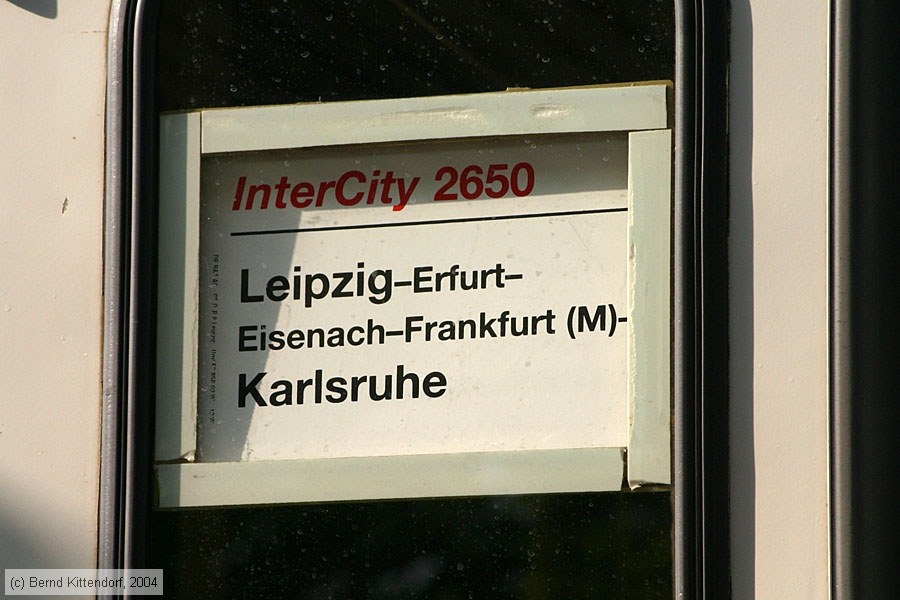 InterCity 2650
Leipzig–Erfurt–
Eisenach–Frankfurt (M)-
Karlsruhe
(c) Bernd Kittendorf, 2004